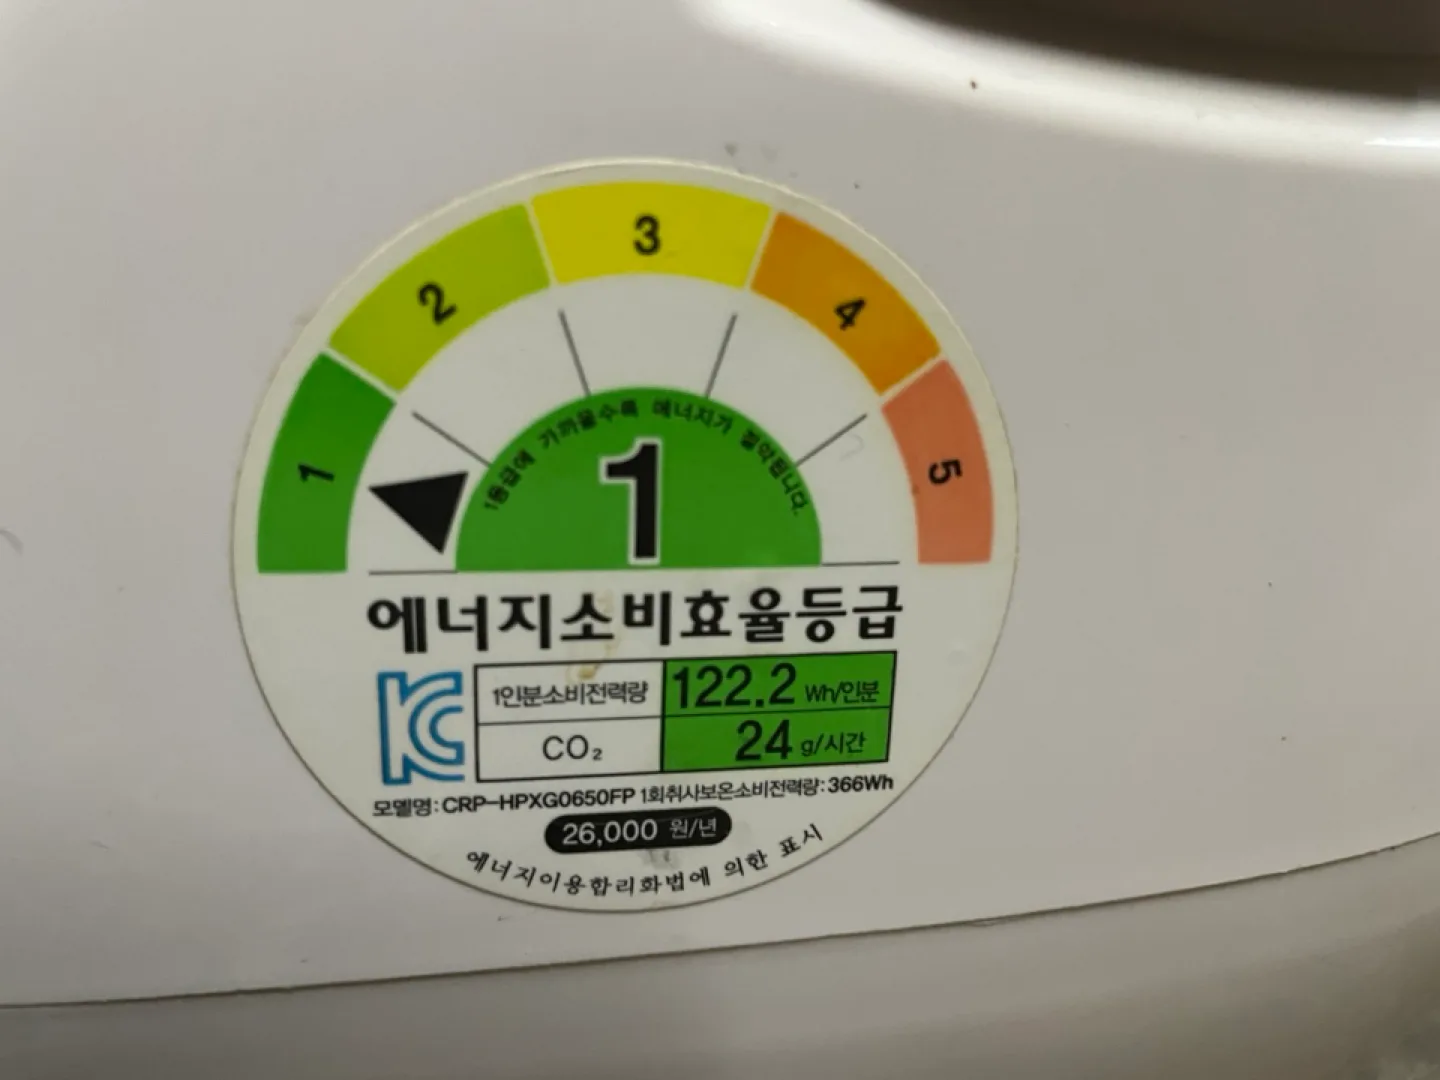 1 2 3 4 5
1등급에 가까울수록 에너지가 절약됩니다.
1
에너지소비효율등급
1인분소비전력량 122.2 Wh/인분
CO₂ 24 g/시간
모델명: CRP-HPXG0650FP 1회취사보온소비전력량: 366Wh
26,000 원/년
에너지이용합리화법에 의한 표시